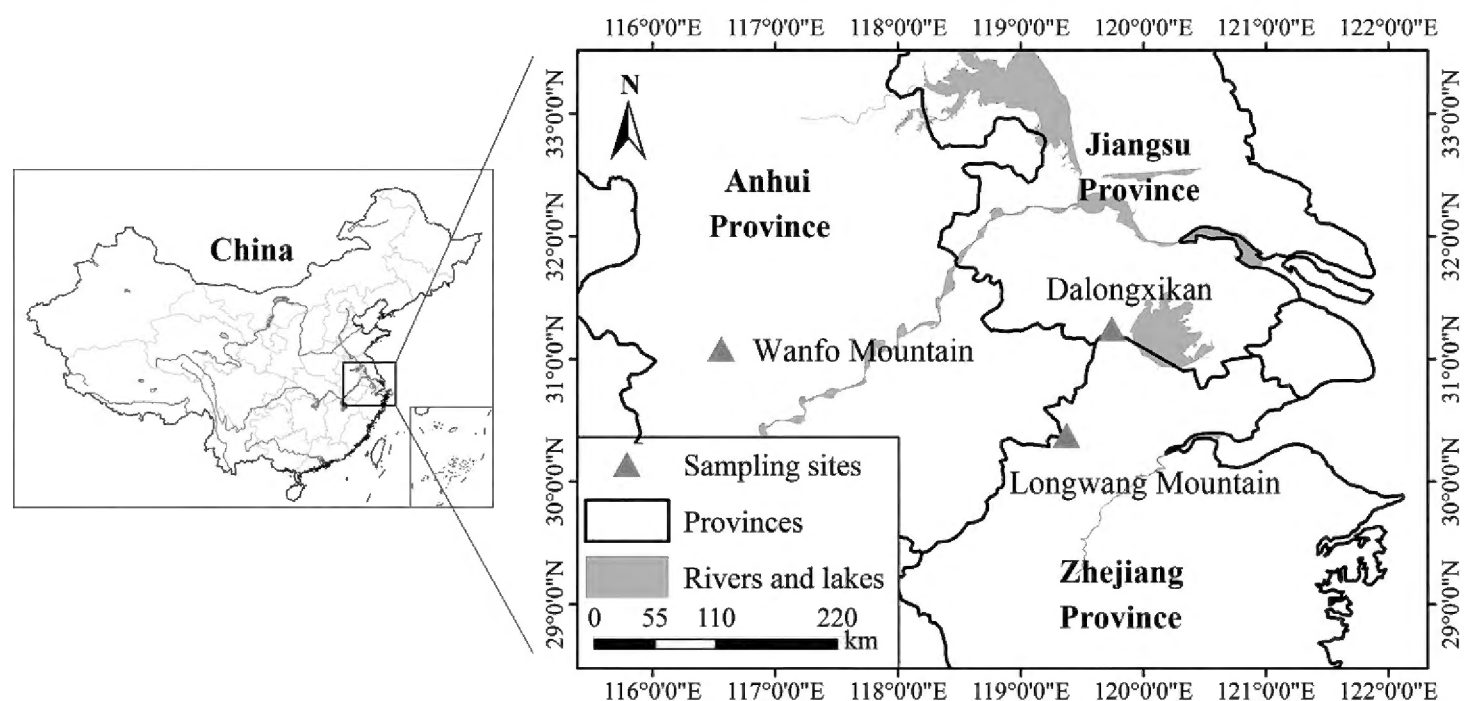 116°0'0"E 117°0'0"E 118°0'0"E 119°0'0"E 120°0'0"E 121°0'0"E 122°0'0"E
33°0'0"N
32°0'0"N
31°0'0"N
30°0'0"N
29°0'0"N
China
N
Anhui
Province
Jiangsu
Province
Dalongxikan
Wanfo Mountain
Longwang Mountain
Zhejiang
Province
Sampling sites
Provinces
Rivers and lakes
0 55 110 220
km
33°0'0"N
32°0'0"N
31°0'0"N
30°0'0"N
29°0'0"N
116°0'0"E 117°0'0"E 118°0'0"E 119°0'0"E 120°0'0"E 121°0'0"E 122°0'0"E